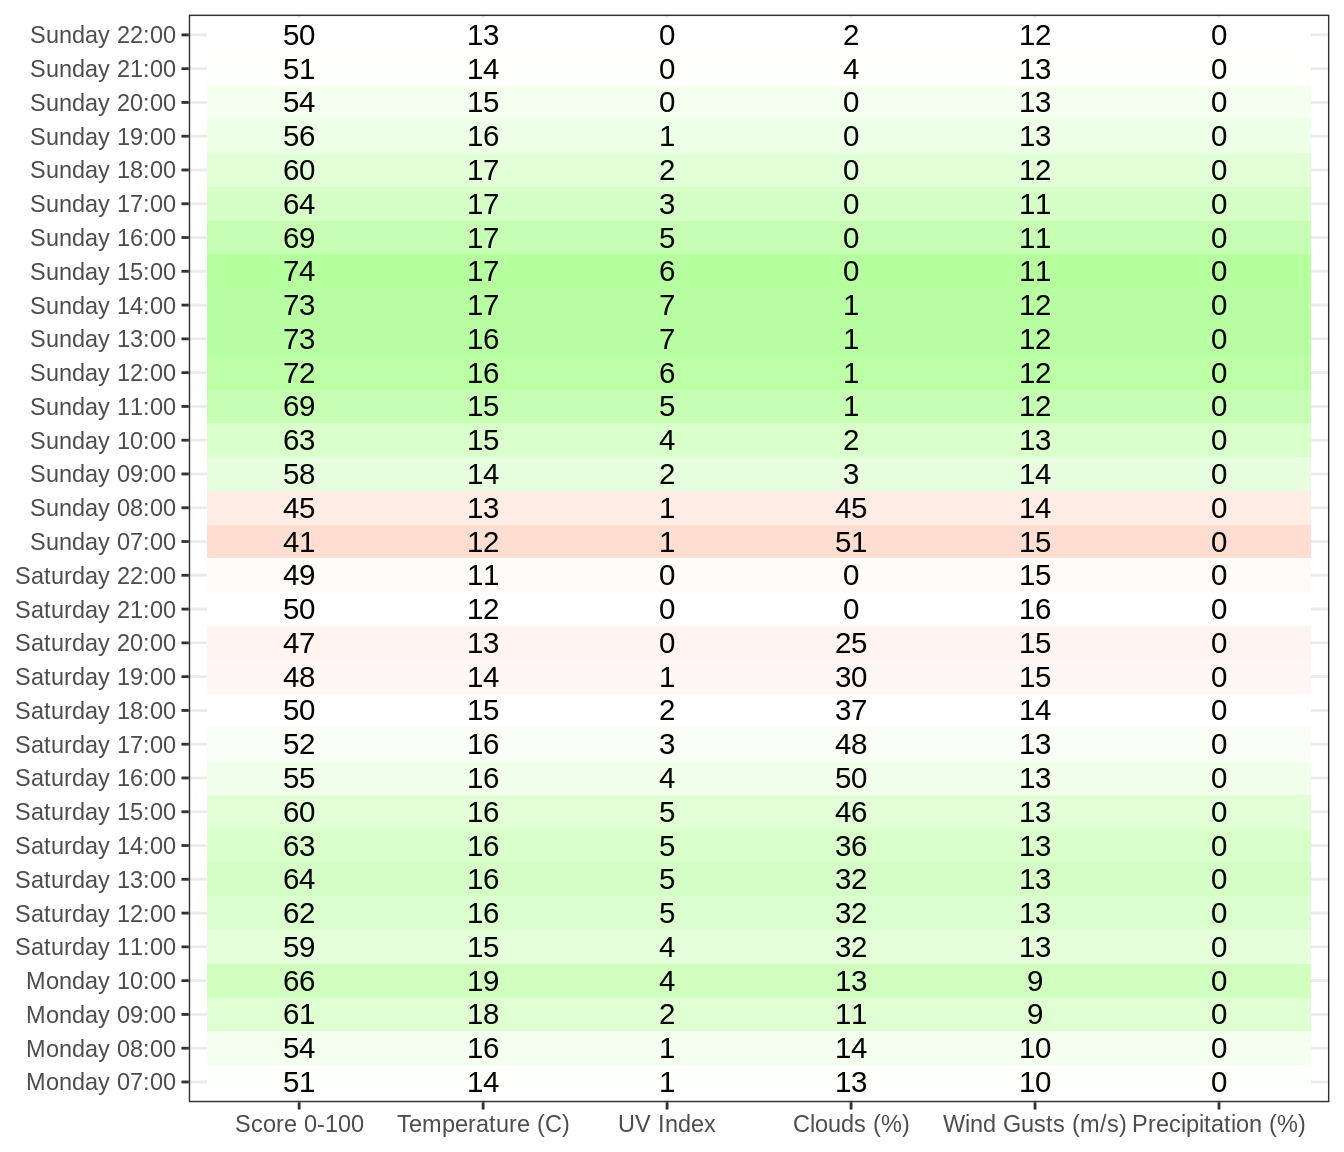 Sunday 22:00 50 13 0 2 12 0
Sunday 21:00 51 14 0 4 13 0
Sunday 20:00 54 15 0 0 13 0
Sunday 19:00 56 16 1 0 13 0
Sunday 18:00 60 17 2 0 12 0
Sunday 17:00 64 17 3 0 11 0
Sunday 16:00 69 17 5 0 11 0
Sunday 15:00 74 17 6 0 11 0
Sunday 14:00 73 17 7 1 12 0
Sunday 13:00 73 16 7 1 12 0
Sunday 12:00 72 16 6 1 12 0
Sunday 11:00 69 15 5 1 12 0
Sunday 10:00 63 15 4 2 13 0
Sunday 09:00 58 14 2 3 14 0
Sunday 08:00 45 13 1 45 14 0
Sunday 07:00 41 12 1 51 15 0
Saturday 22:00 49 11 0 0 15 0
Saturday 21:00 50 12 0 0 16 0
Saturday 20:00 47 13 0 25 15 0
Saturday 19:00 48 14 1 30 15 0
Saturday 18:00 50 15 2 37 14 0
Saturday 17:00 52 16 3 48 13 0
Saturday 16:00 55 16 4 50 13 0
Saturday 15:00 60 16 5 46 13 0
Saturday 14:00 63 16 5 36 13 0
Saturday 13:00 64 16 5 32 13 0
Saturday 12:00 62 16 5 32 13 0
Saturday 11:00 59 15 4 32 13 0
Monday 10:00 66 19 4 13 9 0
Monday 09:00 61 18 2 11 9 0
Monday 08:00 54 16 1 14 10 0
Monday 07:00 51 14 1 13 10 0
Score 0-100 Temperature (C) UV Index Clouds (%) Wind Gusts (m/s) Precipitation (%)